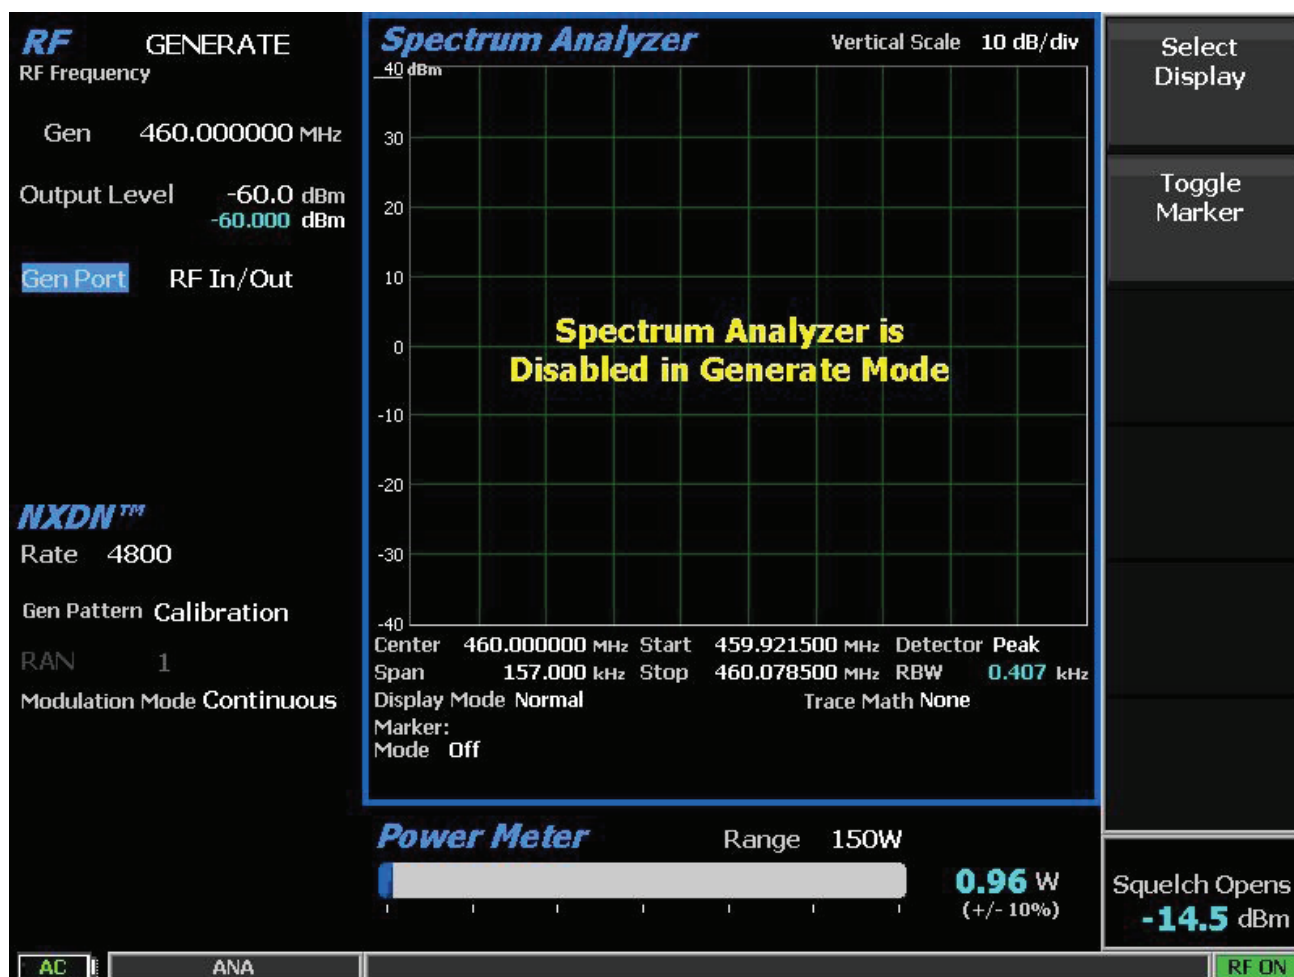 RF GENERATE
RF Frequency
Gen 460.000000 MHz
Output Level -60.0 dBm
-60.000 dBm
Gen Port RF In/Out
NXDN™
Rate 4800
Gen Pattern Calibration
RAN 1
Modulation Mode Continuous
Spectrum Analyzer Vertical Scale 10 dB/div
40 dBm
30
20
10
0
-10
-20
-30
-40
Spectrum Analyzer is
Disabled in Generate Mode
Center 460.000000 MHz Start 459.921500 MHz Detector Peak
Span 157.000 kHz Stop 460.078500 MHz RBW 0.407 kHz
Display Mode Normal Trace Math None
Marker:
Mode Off
Power Meter Range 150W
0.96 W
(+/- 10%)
Select
Display
Toggle
Marker
Squelch Opens
-14.5 dBm
AC ANA RF ON